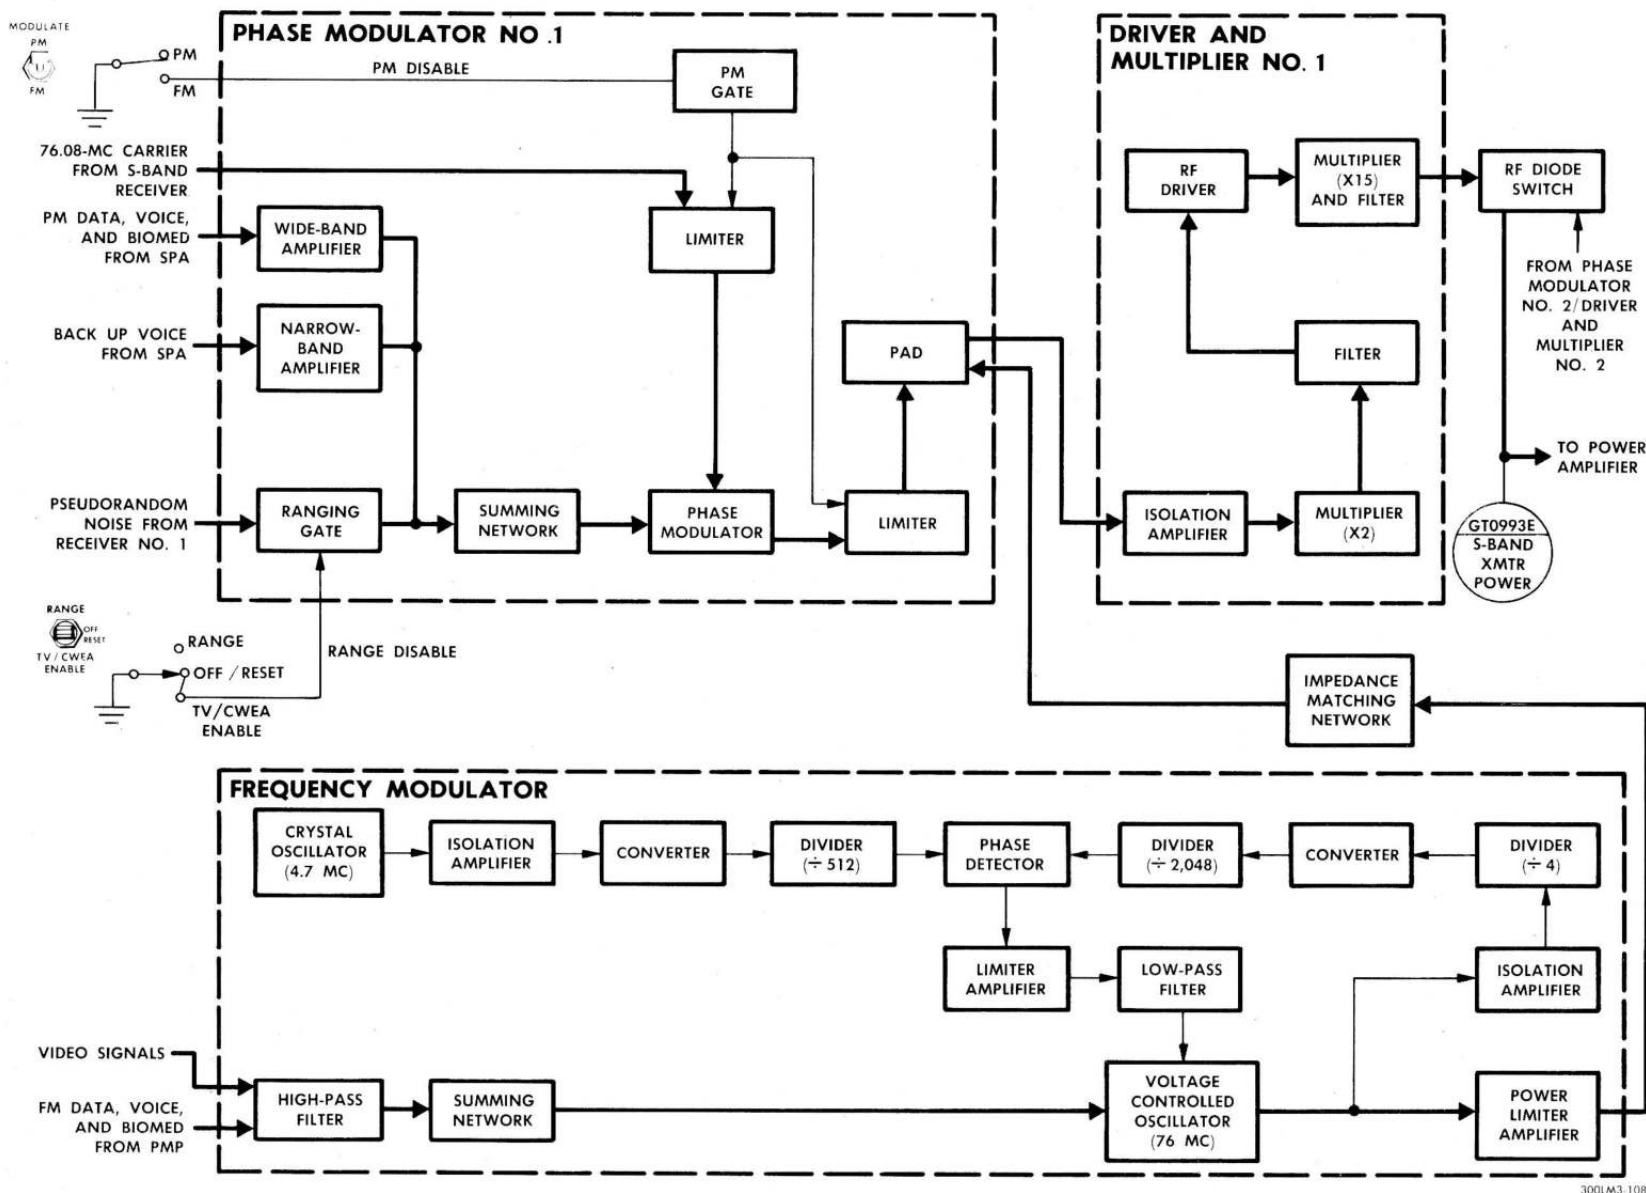 MODULATE
PM
FM
PM
FM
PHASE MODULATOR NO .1
PM DISABLE
PM
GATE
76.08-MC CARRIER
FROM S-BAND
RECEIVER
PM DATA, VOICE,
AND BIOMED
FROM SPA
WIDE-BAND
AMPLIFIER
LIMITER
BACK UP VOICE
FROM SPA
NARROW-
BAND
AMPLIFIER
PAD
PSEUDORANDOM
NOISE FROM
RECEIVER NO. 1
RANGING
GATE
SUMMING
NETWORK
PHASE
MODULATOR
LIMITER
DRIVER AND
MULTIPLIER NO. 1
RF
DRIVER
MULTIPLIER
(X15)
AND FILTER
RF DIODE
SWITCH
FROM PHASE
MODULATOR
NO. 2/DRIVER
AND
MULTIPLIER
NO. 2
FILTER
TO POWER
AMPLIFIER
ISOLATION
AMPLIFIER
MULTIPLIER
(X2)
GT0993E
S-BAND
XMTR
POWER
RANGE
OFF
RESET
TV/CWEA
ENABLE
RANGE
OFF /RESET
TV/CWEA
ENABLE
RANGE DISABLE
IMPEDANCE
MATCHING
NETWORK
FREQUENCY MODULATOR
CRYSTAL
OSCILLATOR
(4.7 MC)
ISOLATION
AMPLIFIER
CONVERTER
DIVIDER
(÷ 512)
PHASE
DETECTOR
DIVIDER
(÷ 2,048)
CONVERTER
DIVIDER
(÷ 4)
LIMITER
AMPLIFIER
LOW-PASS
FILTER
ISOLATION
AMPLIFIER
VIDEO SIGNALS
FM DATA, VOICE,
AND BIOMED
FROM PMP
HIGH-PASS
FILTER
SUMMING
NETWORK
VOLTAGE
CONTROLLED
OSCILLATOR
(76 MC)
POWER
LIMITER
AMPLIFIER
300LM3-108